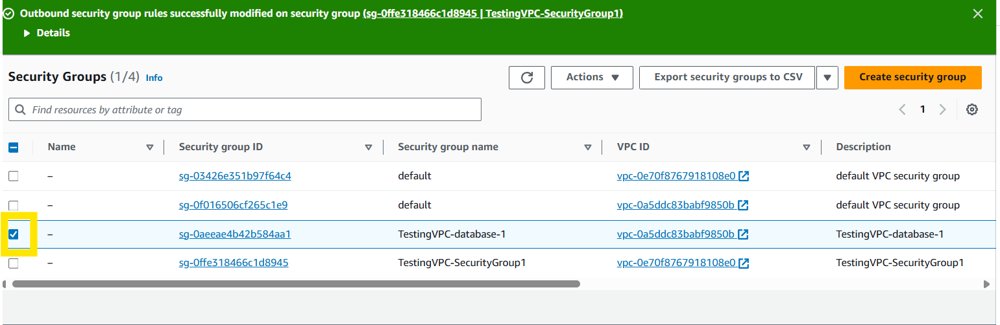 Outbound security group rules successfully modified on security group (sg-0ffe318466c1d8945 | TestingVPC-SecurityGroup1)
Details
Security Groups (1/4) Info
Actions
Export security groups to CSV
Create security group
Find resources by attribute or tag
1
Name Security group ID Security group name VPC ID Description
– sg-03426e351b97f64c4 default vpc-0e70f8767918108e0 default VPC security group
– sg-0f016506cf265c1e9 default vpc-0a5ddc83babf9850b default VPC security group
– sg-0aeeae4b42b584aa1 TestingVPC-database-1 vpc-0a5ddc83babf9850b TestingVPC-database-1
– sg-0ffe318466c1d8945 TestingVPC-SecurityGroup1 vpc-0e70f8767918108e0 TestingVPC-SecurityGroup1